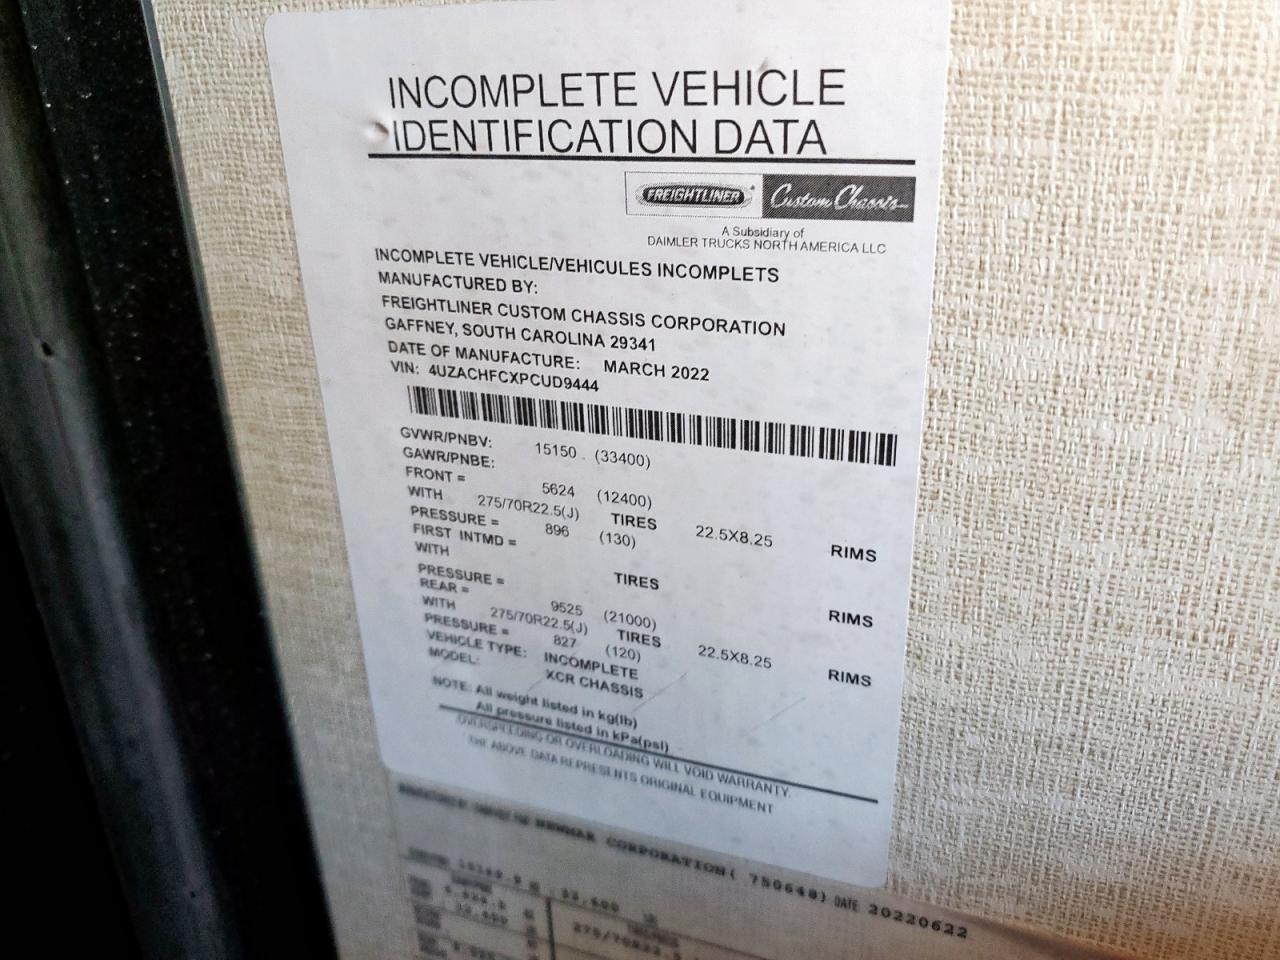 INCOMPLETE VEHICLE
IDENTIFICATION DATA
FREIGHTLINER Custom Chassis
A Subsidiary of
DAIMLER TRUCKS NORTH AMERICA LLC
INCOMPLETE VEHICLE/VEHICULES INCOMPLETS
MANUFACTURED BY:
FREIGHTLINER CUSTOM CHASSIS CORPORATION
GAFFNEY, SOUTH CAROLINA 29341
DATE OF MANUFACTURE: MARCH 2022
VIN: 4UZACHFCXPCUD9444
GVWR/PNBV: 15150 (33400)
GAWR/PNBE:
FRONT = 5624 (12400)
WITH 275/70R22.5(J) TIRES 22.5X8.25 RIMS
PRESSURE = 896 (130)
FIRST INTMD =
WITH TIRES RIMS
PRESSURE =
REAR = 9525 (21000)
WITH 275/70R22.5(J) TIRES 22.5X8.25 RIMS
PRESSURE = 827 (120)
VEHICLE TYPE: INCOMPLETE
MODEL: XCR CHASSIS
NOTE: All weight listed in kg(lb)
All pressure listed in kPa(psi)
OVERSPEEDING OR OVERLOADING WILL VOID WARRANTY.
THE ABOVE DATA REPRESENTS ORIGINAL EQUIPMENT
NEWMAR CORPORATION( 750648) DATE 20220622